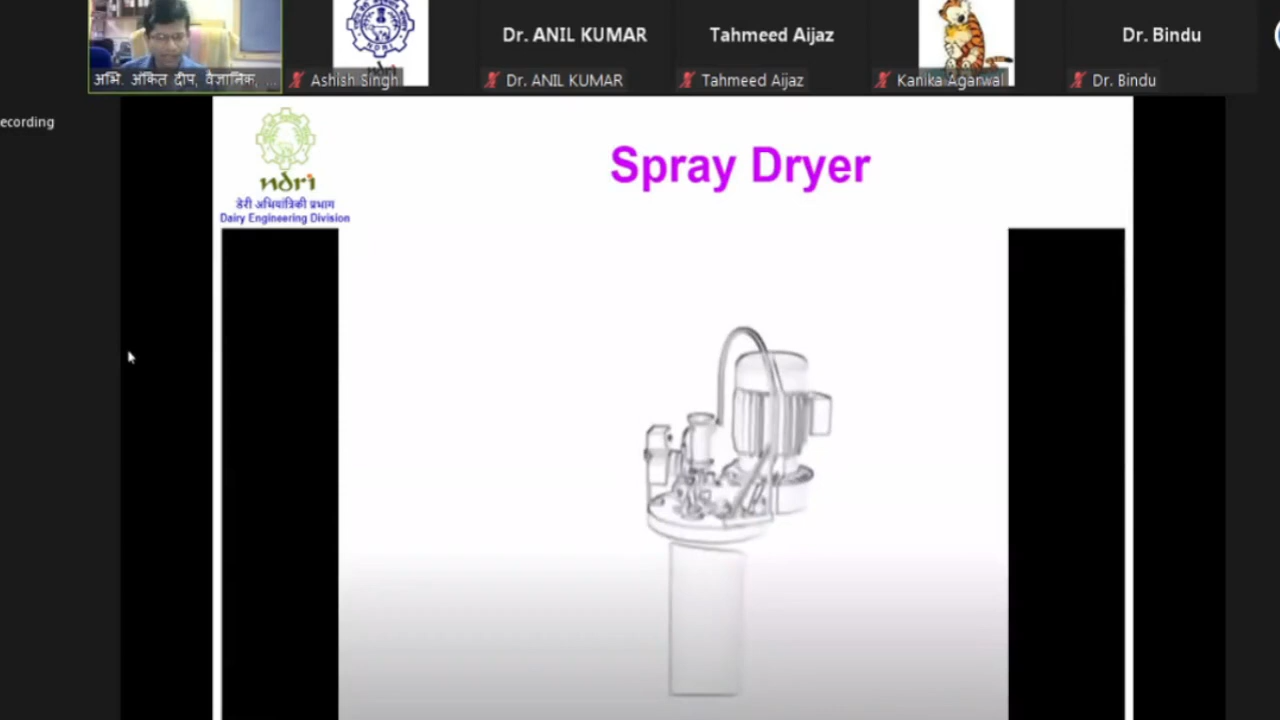 Dr. ANIL KUMAR
Tahmeed Aijaz
Dr. Bindu
अभि. अंकित दीप, वैज्ञानिक, ...
Ashish Singh
Dr. ANIL KUMAR
Tahmeed Aijaz
Kanika Agarwal
Dr. Bindu
ecording
Spray Dryer
ndri
डेरी अभियांत्रिकी प्रभाग
Dairy Engineering Division